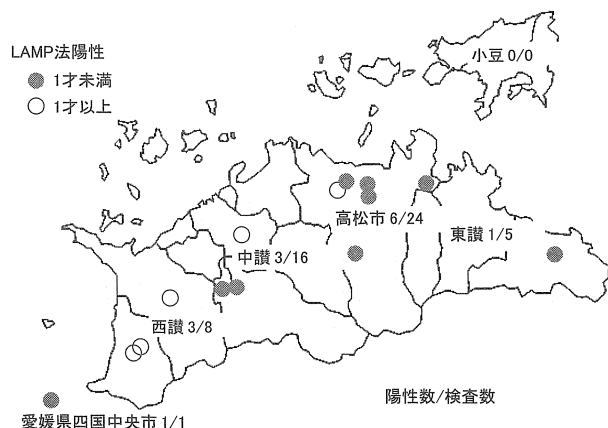 LAMP法陽性
1才未満
1才以上
小豆 0/0
高松市 6/24
東讃 1/5
中讃 3/16
西讃 3/8
陽性数/検査数
愛媛県四国中央市 1/1